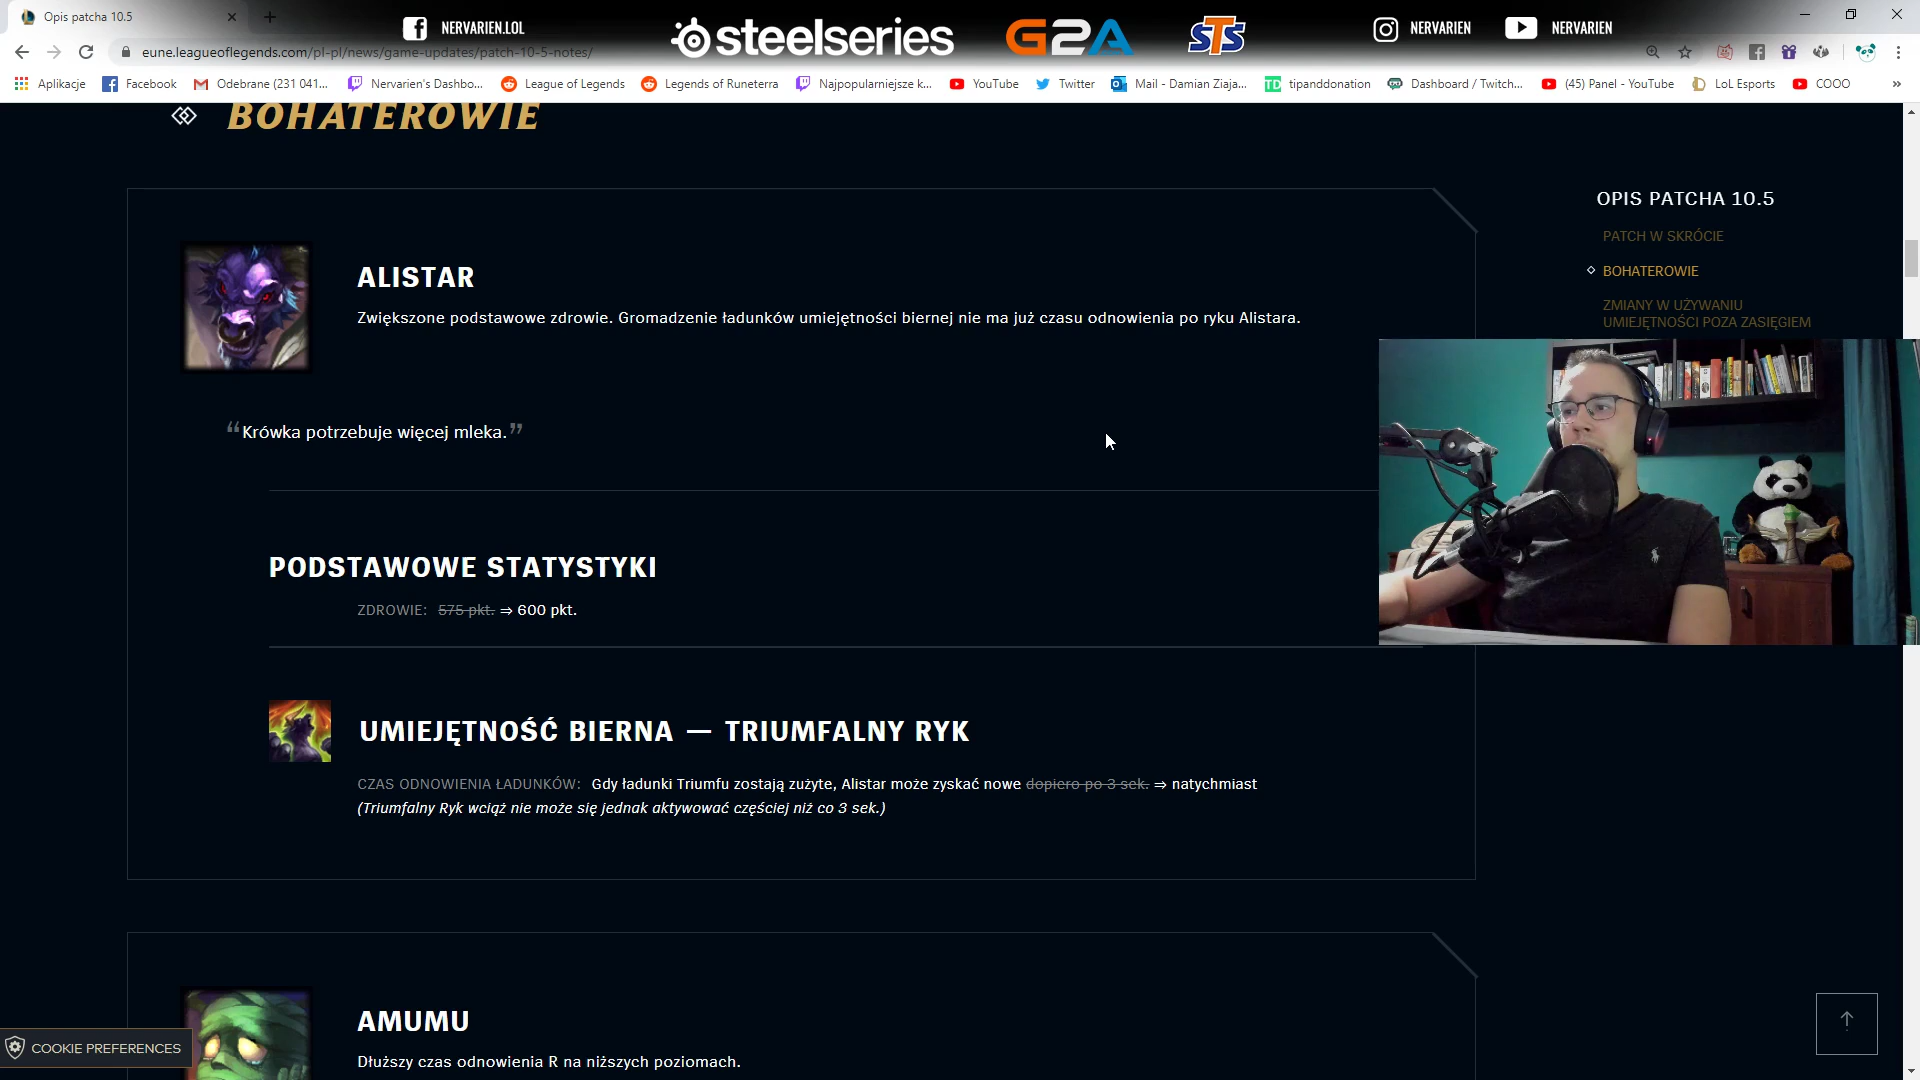 Opis patcha 10.5
NERVARIEN.LOL
steelseries
G2A
STS
NERVARIEN
NERVARIEN
eune.leagueoflegends.com/pl-pl/news/game-updates/patch-10-5-notes/
Aplikacje
Facebook
Odebrane (231 041...
Nervarien's Dashbo...
League of Legends
Legends of Runeterra
Najpopularniejsze k...
YouTube
Twitter
Mail - Damian Ziaja...
TD tipanddonation
Dashboard / Twitch...
(45) Panel - YouTube
LoL Esports
COOO
»
BOHATEROWIE
ALISTAR
Zwiększone podstawowe zdrowie. Gromadzenie ładunków umiejętności biernej nie ma już czasu odnowienia po ryku Alistara.
“Krówka potrzebuje więcej mleka.”
PODSTAWOWE STATYSTYKI
ZDROWIE: 575 pkt. ⇒ 600 pkt.
UMIEJĘTNOŚĆ BIERNA — TRIUMFALNY RYK
CZAS ODNOWIENIA ŁADUNKÓW: Gdy ładunki Triumfu zostają zużyte, Alistar może zyskać nowe dopiero po 3 sek. ⇒ natychmiast
(Triumfalny Ryk wciąż nie może się jednak aktywować częściej niż co 3 sek.)
AMUMU
Dłuższy czas odnowienia R na niższych poziomach.
OPIS PATCHA 10.5
PATCH W SKRÓCIE
BOHATEROWIE
ZMIANY W UŻYWANIU
UMIEJĘTNOŚCI POZA ZASIĘGIEM
COOKIE PREFERENCES